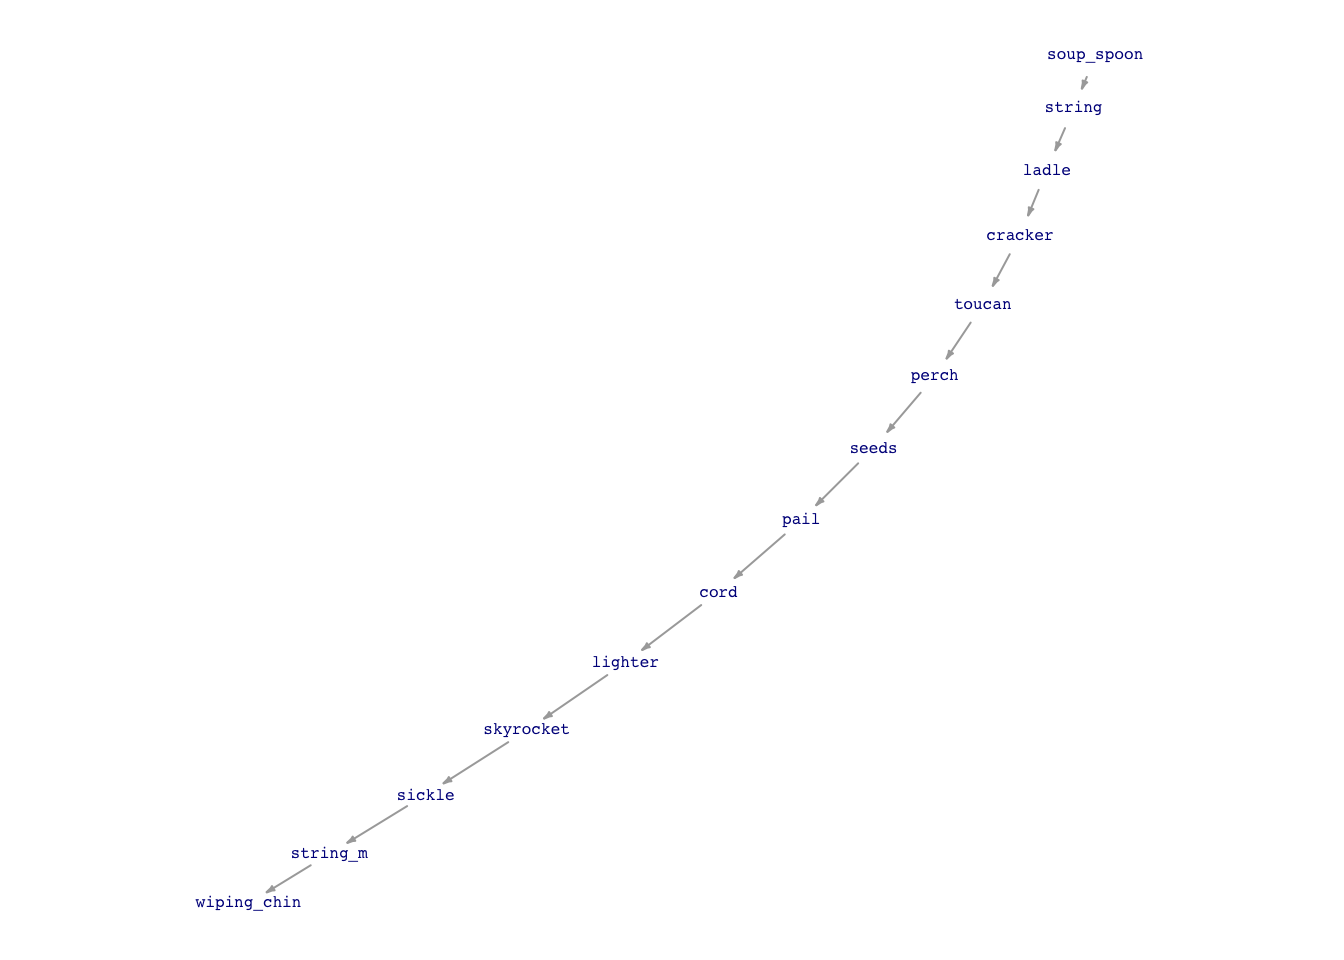 soup_spoon
string
ladle
cracker
toucan
perch
seeds
pail
cord
lighter
skyrocket
sickle
string_m
wiping_chin